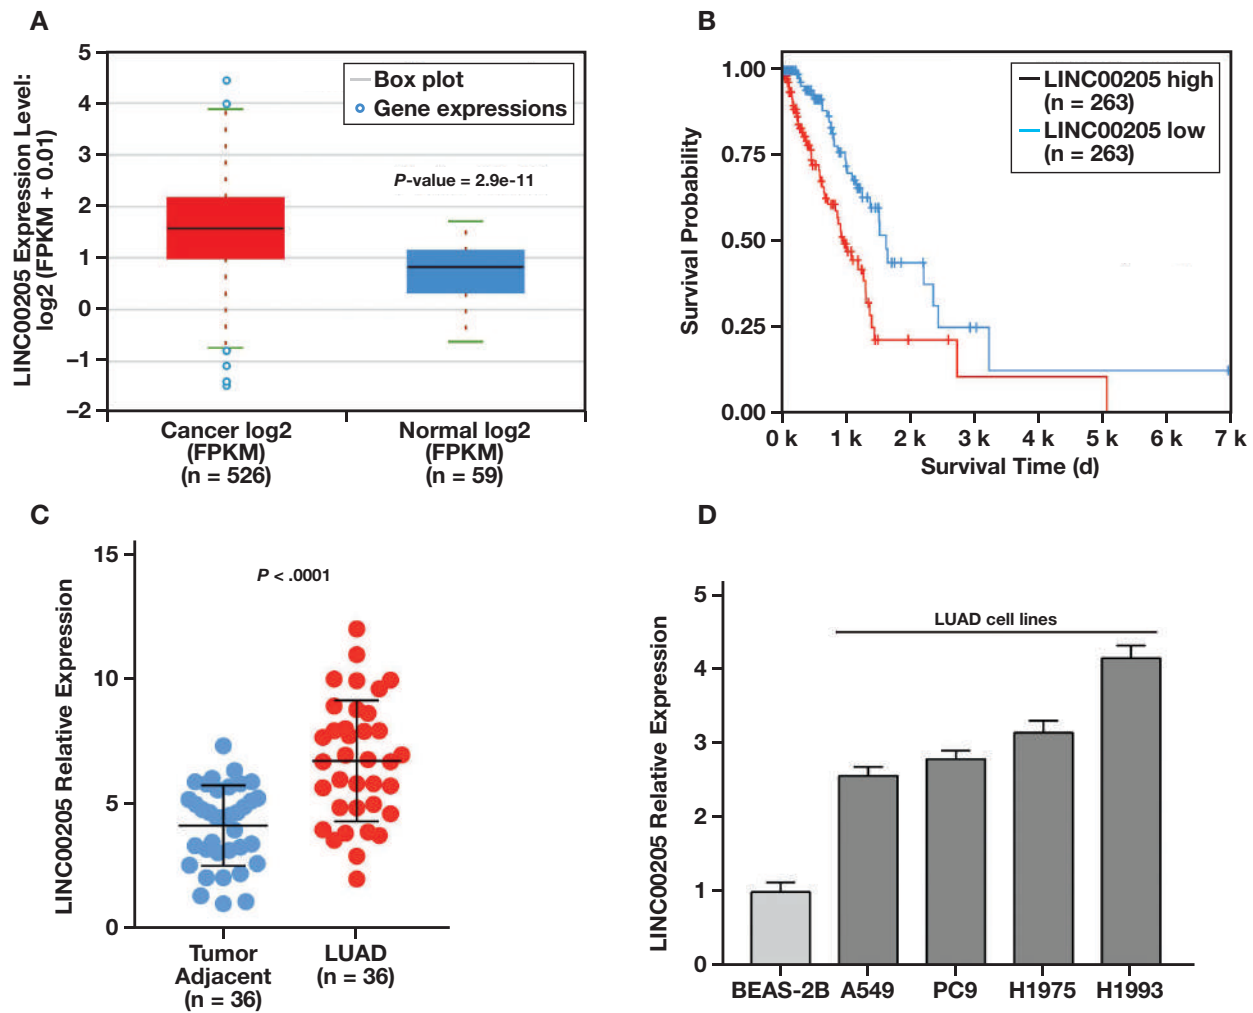 A
LINC00205 Expression Level:
log2 (FPKM + 0.01)
5
4
3
2
1
0
−1
−2
Box plot
Gene expressions
P-value = 2.9e-11
Cancer log2
(FPKM)
(n = 526)
Normal log2
(FPKM)
(n = 59)
B
Survival Probability
1.00
0.75
0.50
0.25
0.00
LINC00205 high
(n = 263)
LINC00205 low
(n = 263)
0 k 1 k 2 k 3 k 4 k 5 k 6 k 7 k
Survival Time (d)
C
LINC00205 Relative Expression
15
10
5
0
P < .0001
Tumor
Adjacent
(n = 36)
LUAD
(n = 36)
D
LINC00205 Relative Expression
5
4
3
2
1
0
LUAD cell lines
BEAS-2B A549 PC9 H1975 H1993